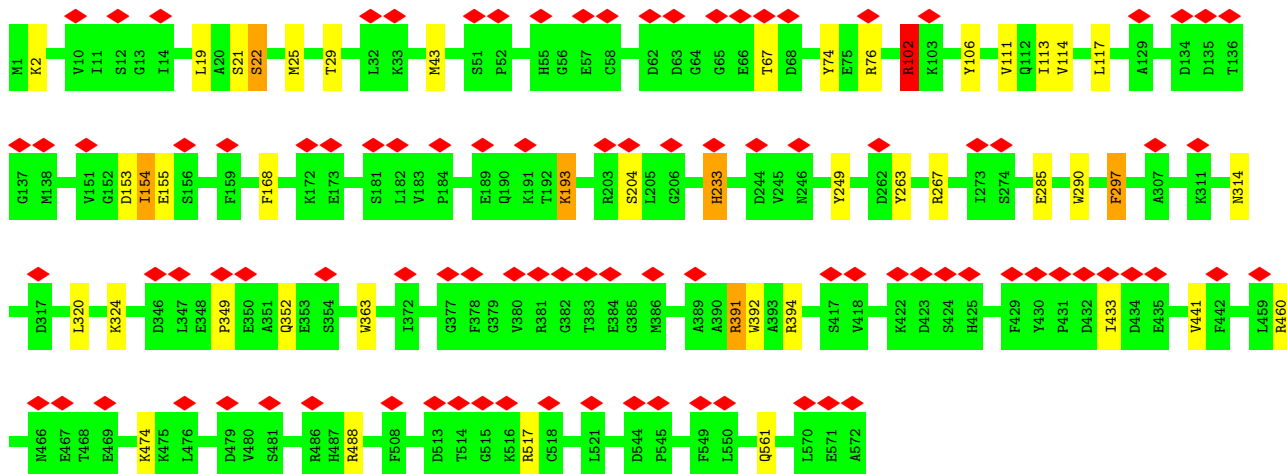 M1 K2 V10 I11 S12 G13 I14 L19 A20 S21 S22 M25 T29 L32 K33 M43 S51 P52 H55 G56 E57 C58 D62 D63 G64 G65 E66 T67 D68 Y74 E75 R76 R102 K103 Y106 V111 Q112 I113 V114 L117 A129 D134 D135 T136
G137 M138 V151 G152 D153 I154 E155 S156 F159 F168 K172 E173 S181 L182 V183 P184 E189 Q190 K191 T192 K193 R203 S204 L205 G206 H233 D244 V245 N246 Y249 D262 Y263 R267 I273 S274 E285 W290 F297 A307 K311 N314
D317 L320 K324 D346 L347 E348 P349 E350 A351 Q352 E353 S354 W363 I372 G377 F378 G379 V380 R381 G382 T383 E384 G385 M386 A389 A390 R391 W392 A393 R394 S417 V418 K422 D423 S424 H425 F429 Y430 P431 D432 I433 D434 E435 V441 F442 L459 R460
N466 E467 T468 E469 K474 K475 L476 D479 V480 S481 R486 H487 R488 F508 D513 T514 G515 K516 R517 C518 L521 D544 P545 F549 L550 Q561 L570 E571 A572